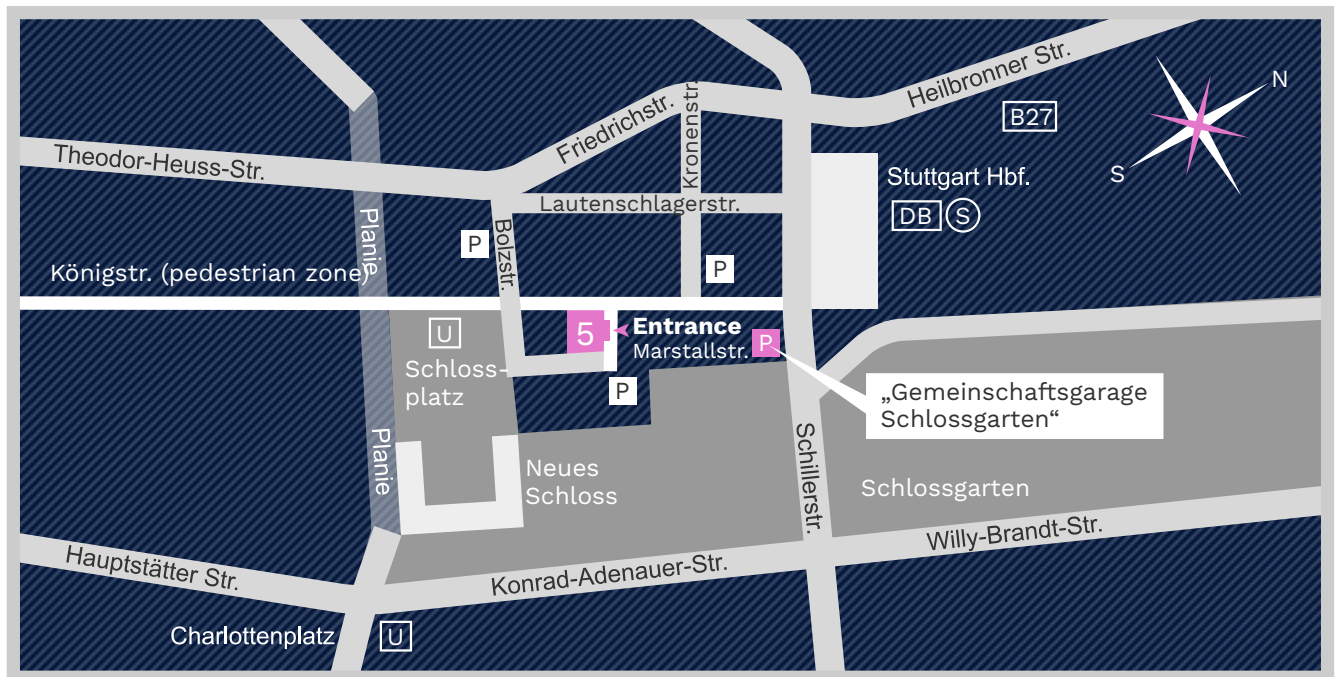 Heilbronner Str.
N
B27
Friedrichstr.
Kronenstr.
Theodor-Heuss-Str.
Stuttgart Hbf.
S
DB S
Lautenschlagerstr.
Planie
Bolzstr.
P
P
Königstr. (pedestrian zone)
U
5
Entrance
Marstallstr.
P
Schloss-
platz
P
„Gemeinschaftsgarage
Schlossgarten“
Planie
Schillerstr.
Neues
Schloss
Schlossgarten
Willy-Brandt-Str.
Hauptstätter Str.
Konrad-Adenauer-Str.
Charlottenplatz
U